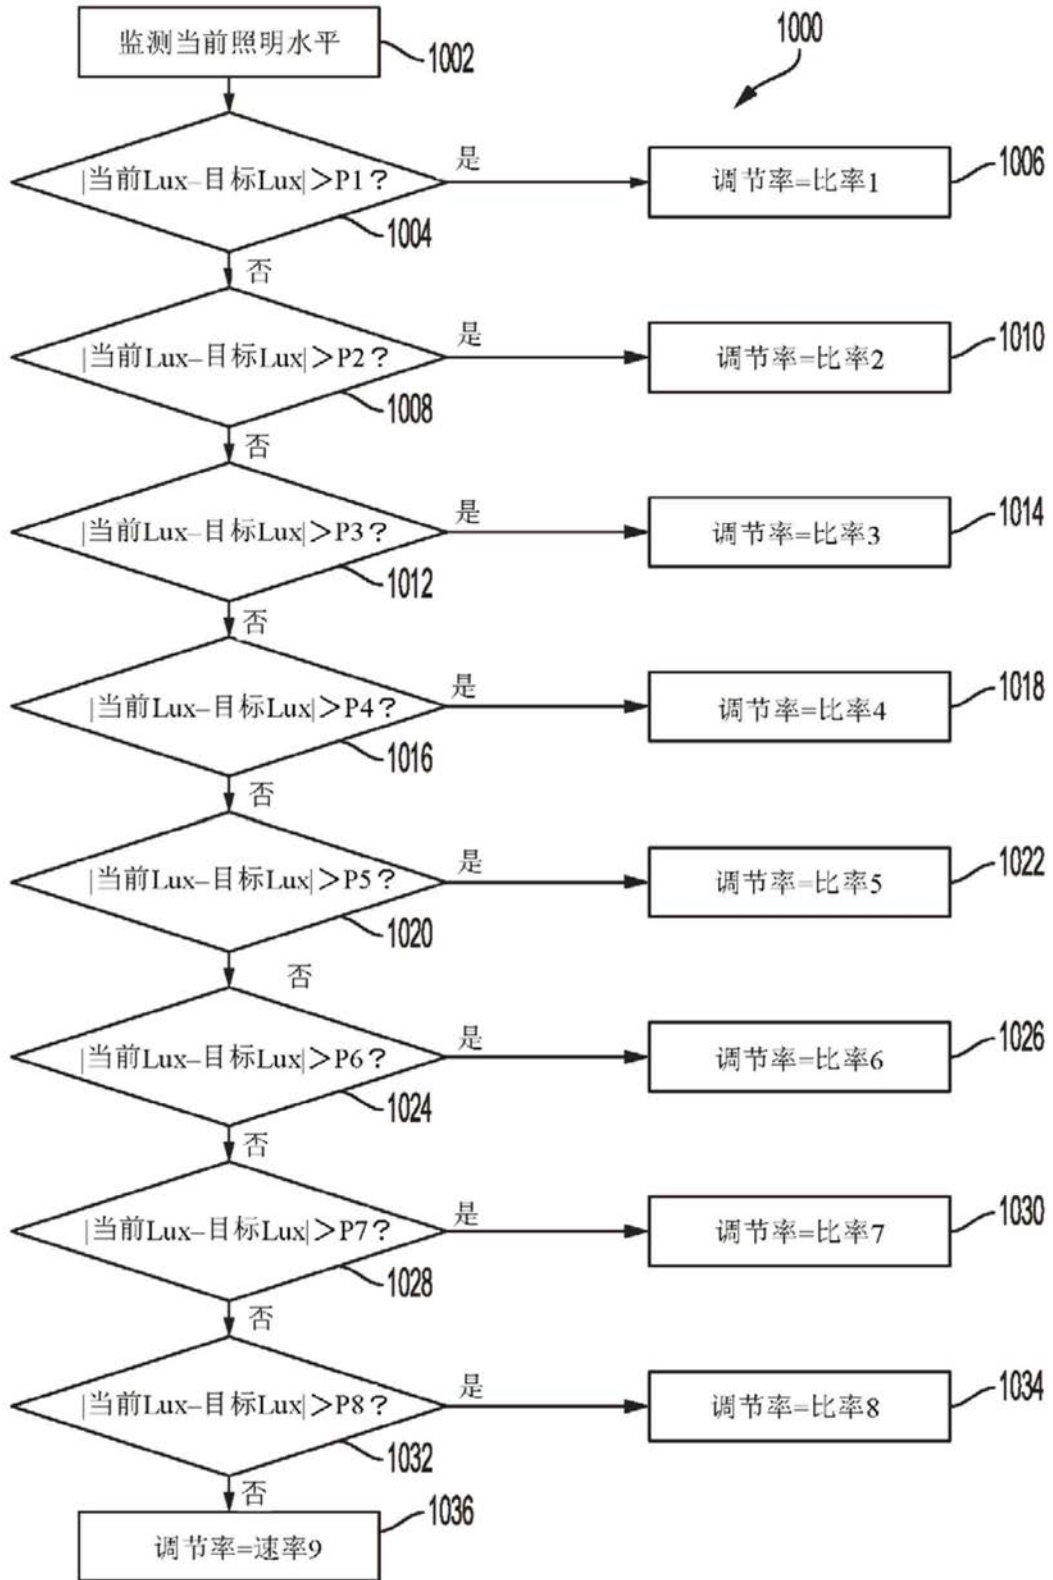 监测当前照明水平
1002
1000
|当前Lux–目标Lux|>P1?
是
调节率=比率1
1006
1004
否
|当前Lux–目标Lux|>P2?
是
调节率=比率2
1010
1008
否
|当前Lux–目标Lux|>P3?
是
调节率=比率3
1014
1012
否
|当前Lux–目标Lux|>P4?
是
调节率=比率4
1018
1016
否
|当前Lux–目标Lux|>P5?
是
调节率=比率5
1022
1020
否
|当前Lux–目标Lux|>P6?
是
调节率=比率6
1026
1024
否
|当前Lux–目标Lux|>P7?
是
调节率=比率7
1030
1028
否
|当前Lux–目标Lux|>P8?
是
调节率=比率8
1034
1032
否
调节率=速率9
1036